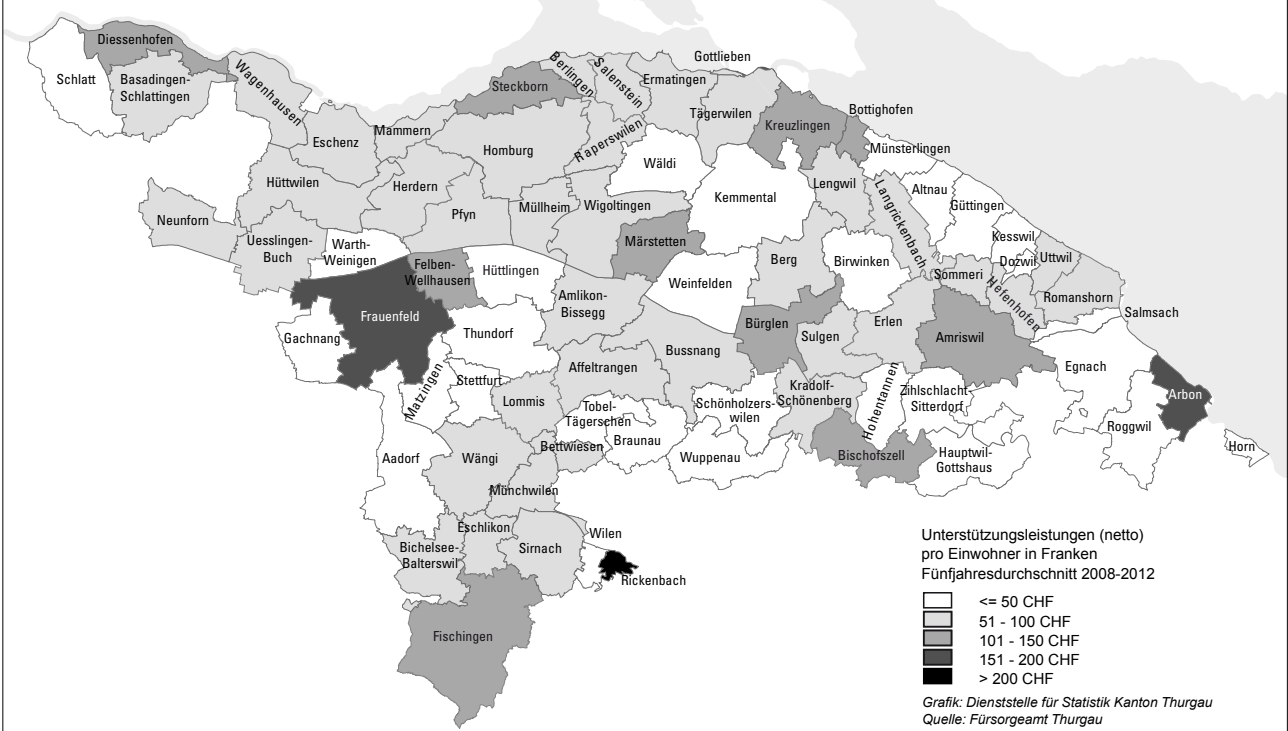 Diessenhofen
Schlatt
Basadingen-
Schlattingen
Wagenhausen
Eschenz
Mammern
Steckborn
Berlingen
Salenstein
Ermatingen
Gottlieben
Tägerwilen
Kreuzlingen
Bottighofen
Münsterlingen
Homburg
Raperswilen
Wäldi
Kemmental
Lengwil
Langrickenbach
Altnau
Güttingen
Kesswil
Dozwil
Uttwil
Hüttwilen
Herdern
Pfyn
Müllheim
Wigoltingen
Märstetten
Neunforn
Uesslingen-
Buch
Warth-
Weinigen
Felben-
Wellhausen
Hüttlingen
Weinfelden
Berg
Birwinken
Sommeri
Hefenhofen
Romanshorn
Salmsach
Frauenfeld
Gachnang
Thundorf
Amlikon-
Bissegg
Bürglen
Sulgen
Erlen
Amriswil
Egnach
Arbon
Roggwil
Horn
Matzingen
Stettfurt
Lommis
Affeltrangen
Bussnang
Schönholzers-
wilen
Kradolf-
Schönenberg
Hohentannen
Zihlschlacht-
Sitterdorf
Tobel-
Tägerschen
Braunau
Bettwiesen
Wuppenau
Bischofszell
Hauptwil-
Gottshaus
Aadorf
Wängi
Münchwilen
Eschlikon
Bichelsee-
Balterswil
Sirnach
Wilen
Rickenbach
Fischingen
Unterstützungsleistungen (netto)
pro Einwohner in Franken
Fünfjahresdurchschnitt 2008-2012
<= 50 CHF
51 - 100 CHF
101 - 150 CHF
151 - 200 CHF
> 200 CHF
Grafik: Dienststelle für Statistik Kanton Thurgau
Quelle: Fürsorgeamt Thurgau